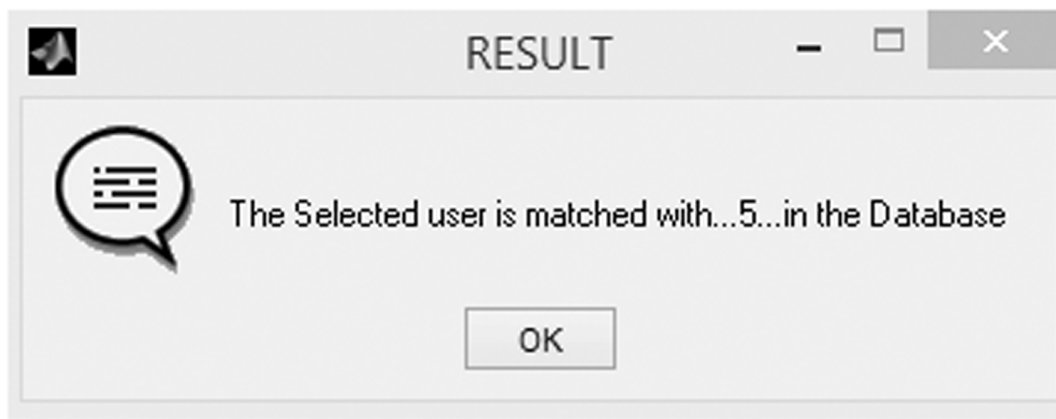 RESULT
The Selected user is matched with...5...in the Database
OK